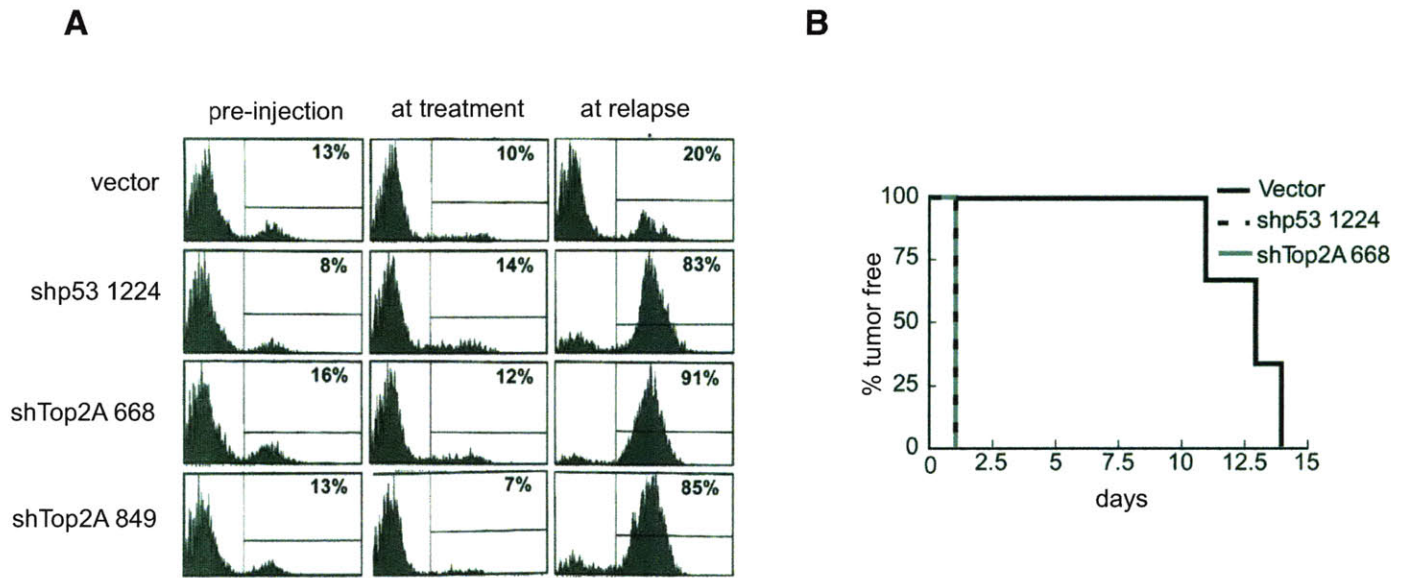 A
B
pre-injection at treatment at relapse
vector 13% 10% 20%
shp53 1224 8% 14% 83%
shTop2A 668 16% 12% 91%
shTop2A 849 13% 7% 85%
Vector
shp53 1224
shTop2A 668
% tumor free
100
75
50
25
0
0 2.5 5 7.5 10 12.5 15
days